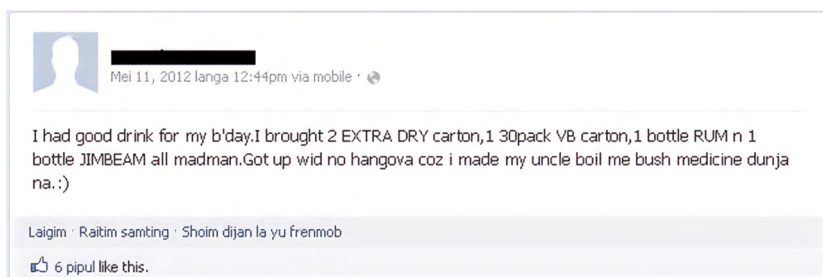 Mei 11, 2012 langa 12:44pm via mobile ·
I had good drink for my b'day.I brought 2 EXTRA DRY carton,1 30pack VB carton,1 bottle RUM n 1
bottle JIMBEAM all madman.Got up wid no hangova coz i made my uncle boil me bush medicine dunja
na.:)
Laigim · Raitim samting · Shoim dijan la yu frenmob
6 pipul like this.